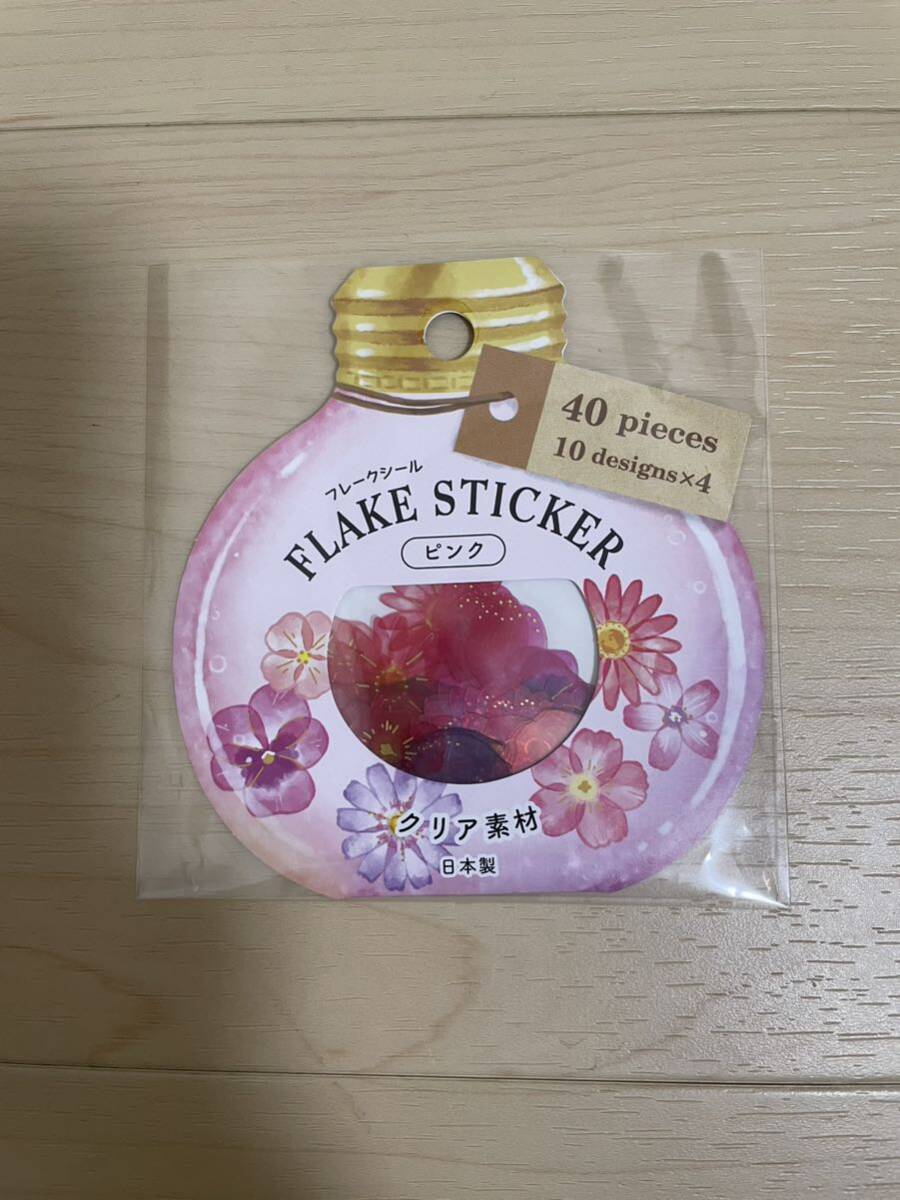 40 pieces
10 designs×4
フレークシール
FLAKE STICKER
ピンク
クリア素材
日本製